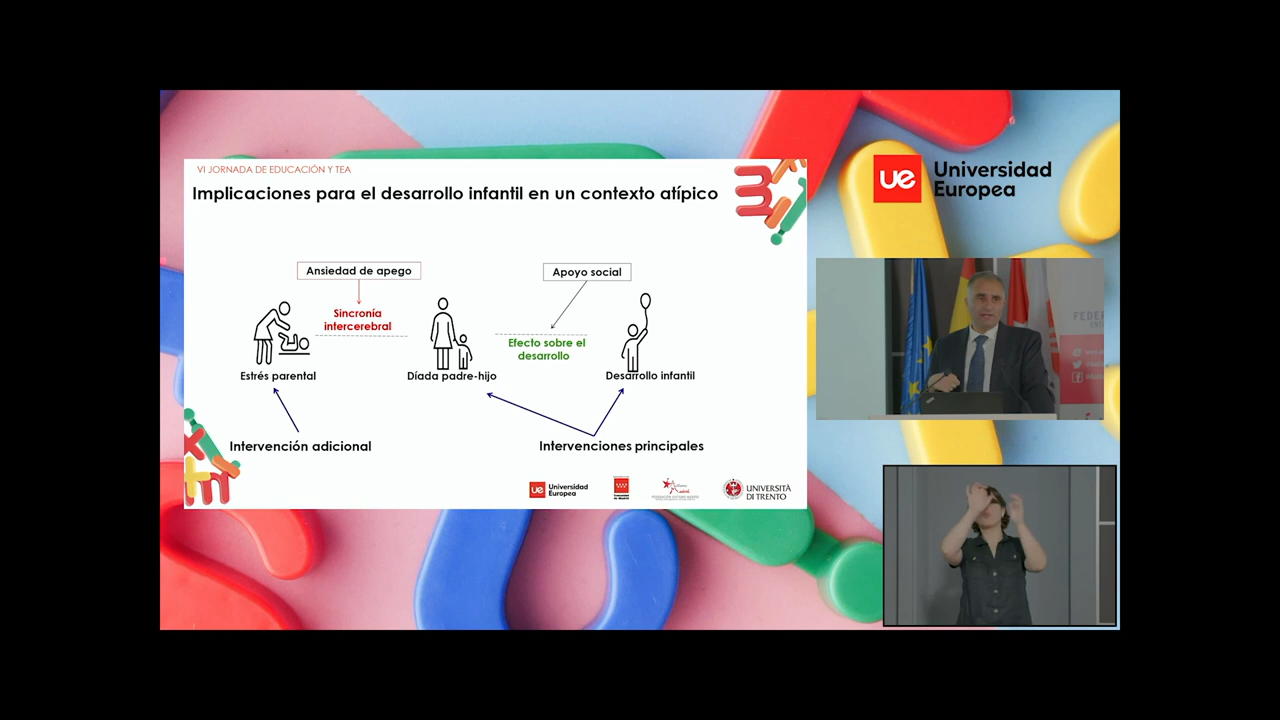 VI JORNADA DE EDUCACIÓN Y TEA
Implicaciones para el desarrollo infantil en un contexto atípico
Ansiedad de apego
Apoyo social
Sincronía
intercerebral
Efecto sobre el
desarrollo
Estrés parental
Díada padre-hijo
Desarrollo infantil
Intervención adicional
Intervenciones principales
ue Universidad
Europea
UNIVERSITÀ
DI TRENTO
ue Universidad
Europea